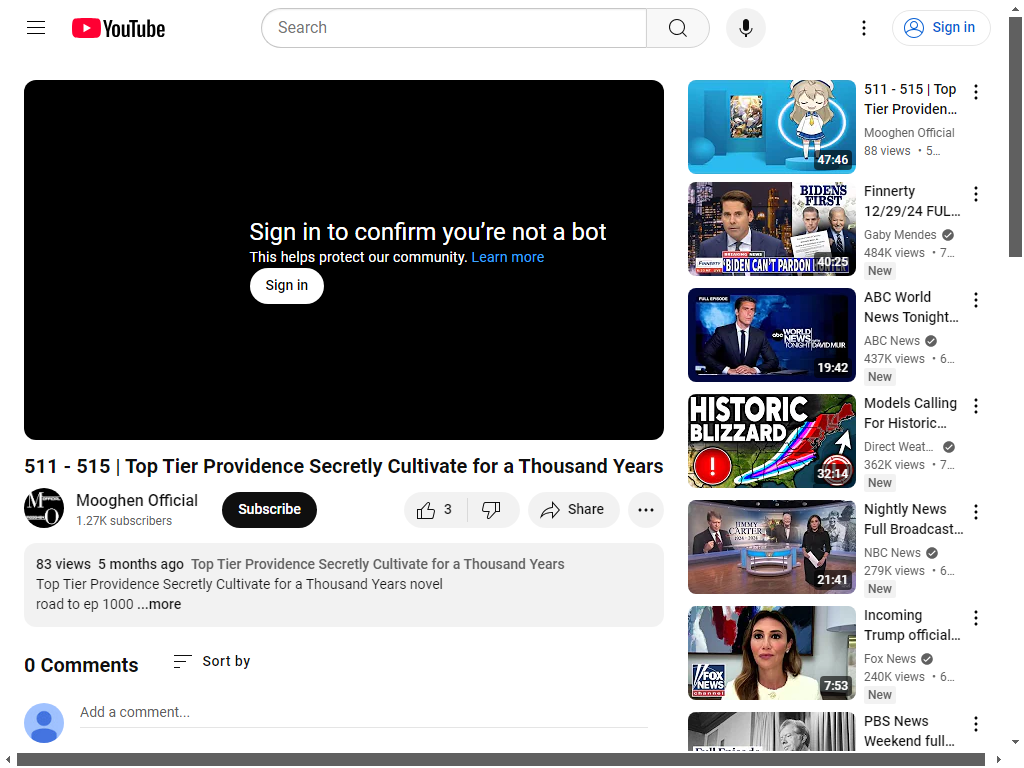 YouTube
Search
Sign in
Sign in to confirm you're not a bot
This helps protect our community. Learn more
Sign in
511 - 515 | Top Tier Providence Secretly Cultivate for a Thousand Years
Mooghen Official
1.27K subscribers
Subscribe
3
Share
83 views 5 months ago Top Tier Providence Secretly Cultivate for a Thousand Years
Top Tier Providence Secretly Cultivate for a Thousand Years novel
road to ep 1000 ...more
0 Comments
Sort by
Add a comment...
47:46
511 - 515 | Top
Tier Providen...
Mooghen Official
88 views • 5...
BIDENS
FIRST
BREAKING NEWS
FINNERTY
BIDEN CAN'T PARDON
40:25
Finnerty
12/29/24 FUL...
Gaby Mendes
484K views • 7...
New
FULL EPISODE
abc WORLD
NEWS
TONIGHT DAVID MUIR
19:42
ABC World
News Tonight...
ABC News
437K views • 6...
New
HISTORIC
BLIZZARD
32:14
Models Calling
For Historic...
Direct Weat...
362K views • 7...
New
JIMMY
CARTER
1924 - 2024
21:41
Nightly News
Full Broadcast...
NBC News
279K views • 6...
New
FOX
NEWS
channel
7:53
Incoming
Trump official...
Fox News
240K views • 6...
New
Full Episode
PBS News
Weekend full...